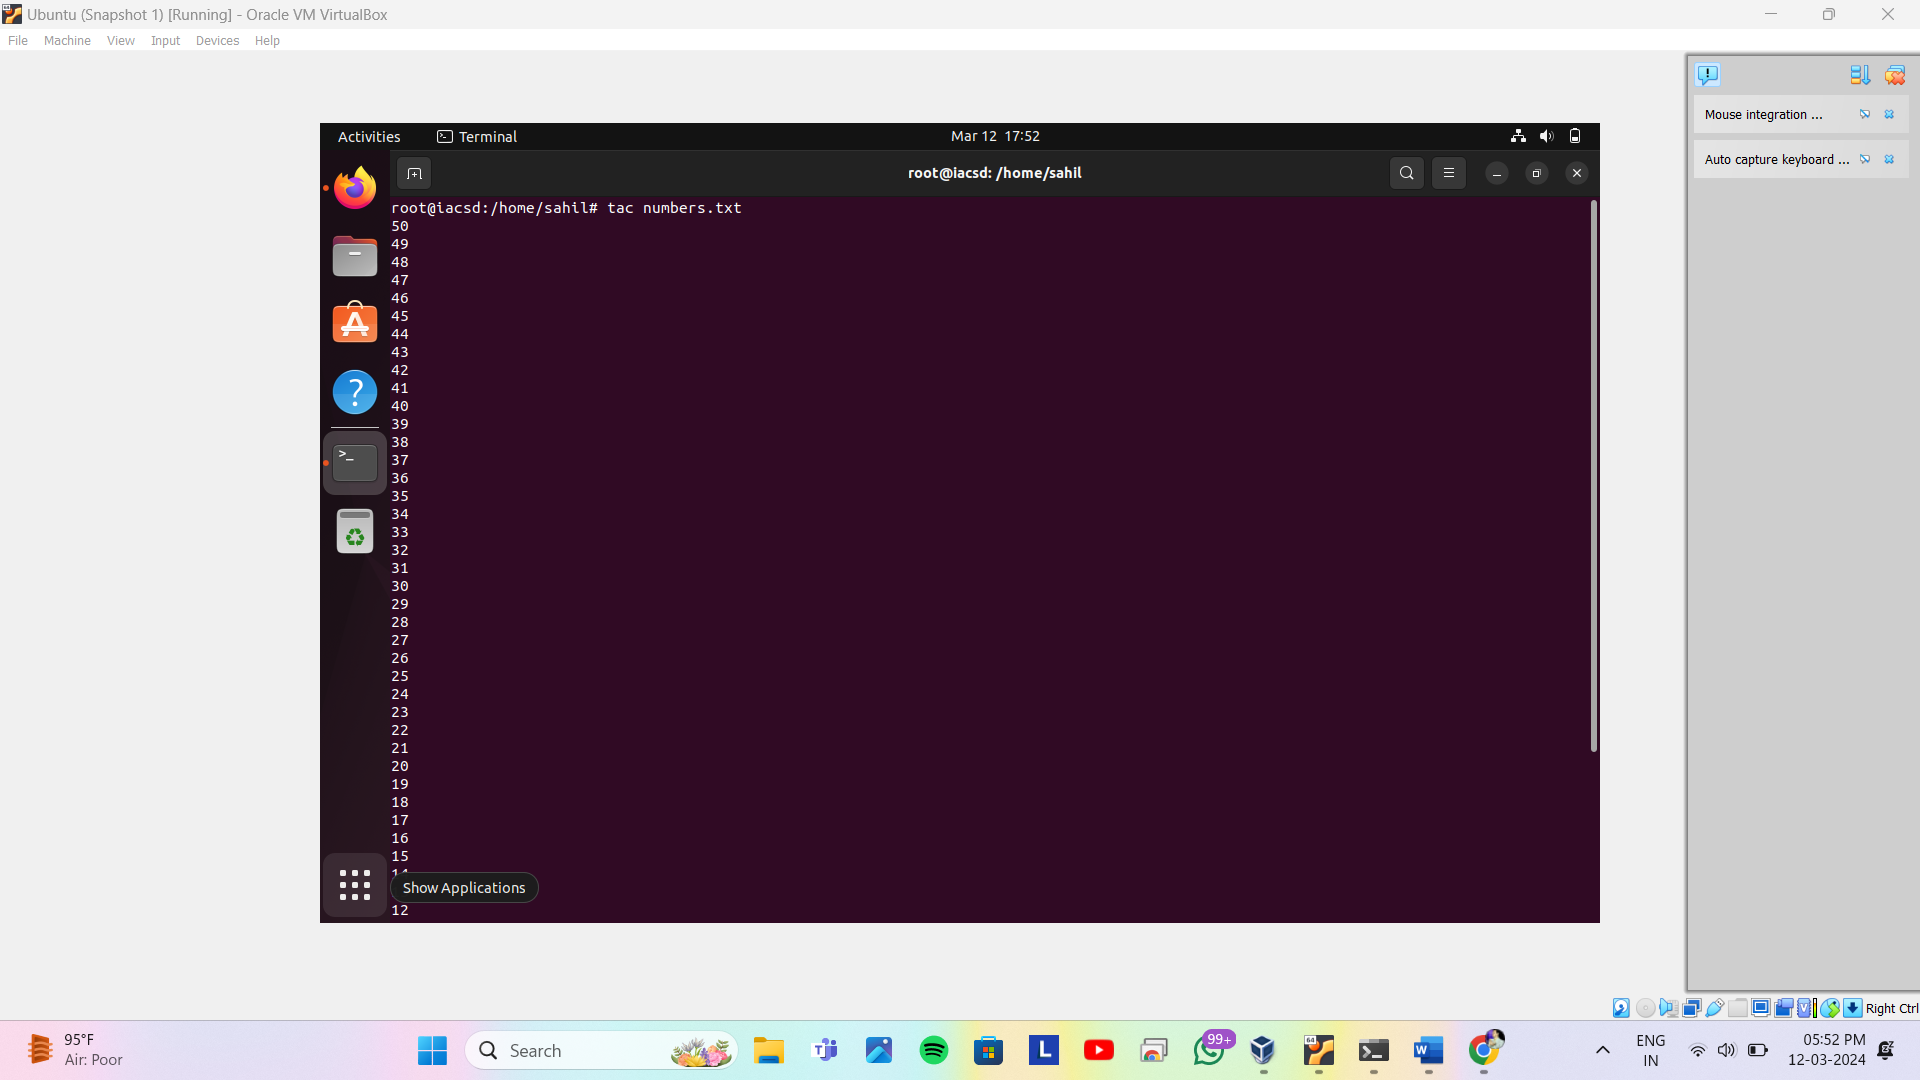 Ubuntu (Snapshot 1) [Running] - Oracle VM VirtualBox
File Machine View Input Devices Help
Mouse integration ...
Auto capture keyboard ...
Activities Terminal Mar 12 17:52
root@iacsd: /home/sahil
root@iacsd:/home/sahil# tac numbers.txt
50
49
48
47
46
45
44
43
42
41
40
39
38
37
36
35
34
33
32
31
30
29
28
27
26
25
24
23
22
21
20
19
18
17
16
15
Show Applications
12
Right Ctrl
95°F
Air: Poor
Search
99+
64
ENG
IN
05:52 PM
12-03-2024